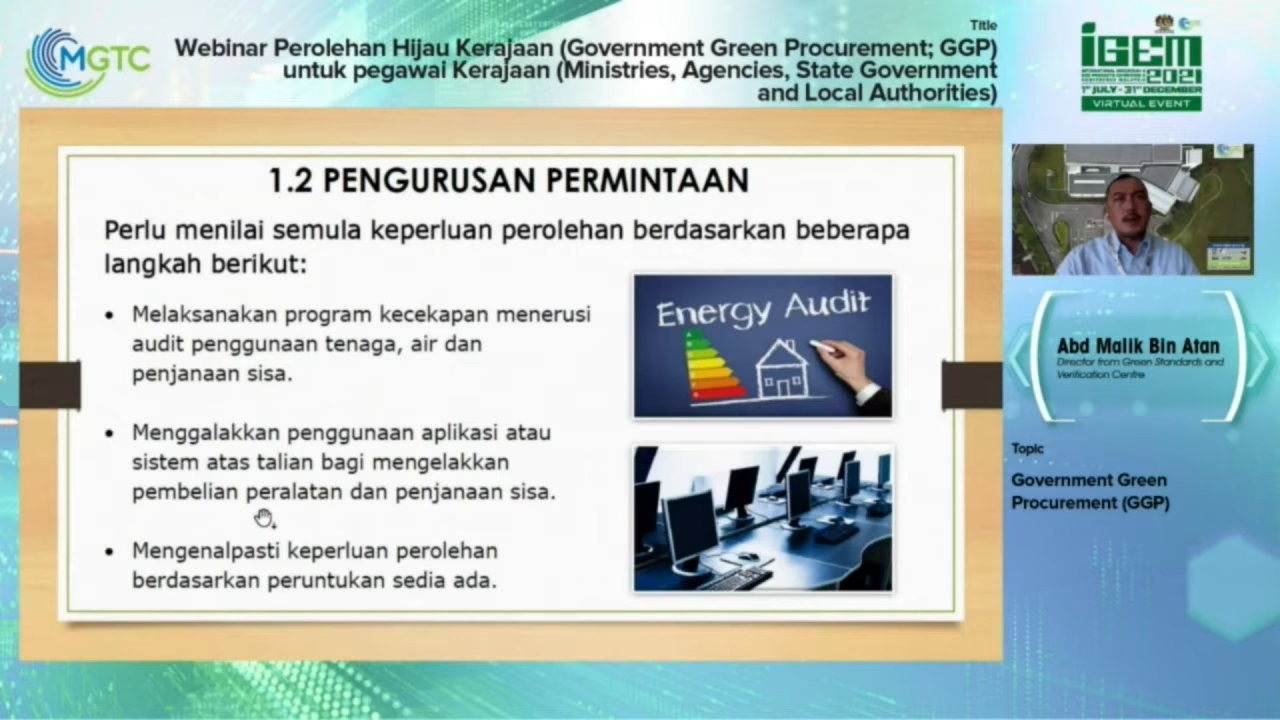 MGTC
Title
Webinar Perolehan Hijau Kerajaan (Government Green Procurement; GGP)
untuk pegawai Kerajaan (Ministries, Agencies, State Government
and Local Authorities)
iGEM
2021
1ST JULY - 31ST DECEMBER
VIRTUAL EVENT
1.2 PENGURUSAN PERMINTAAN
Perlu menilai semula keperluan perolehan berdasarkan beberapa
langkah berikut:
• Melaksanakan program kecekapan menerusi
audit penggunaan tenaga, air dan
penjanaan sisa.
• Menggalakkan penggunaan aplikasi atau
sistem atas talian bagi mengelakkan
pembelian peralatan dan penjanaan sisa.
• Mengenalpasti keperluan perolehan
berdasarkan peruntukan sedia ada.
Energy Audit
Abd Malik Bin Atan
Director from Green Standards and
Verification Centre
Topic
Government Green
Procurement (GGP)